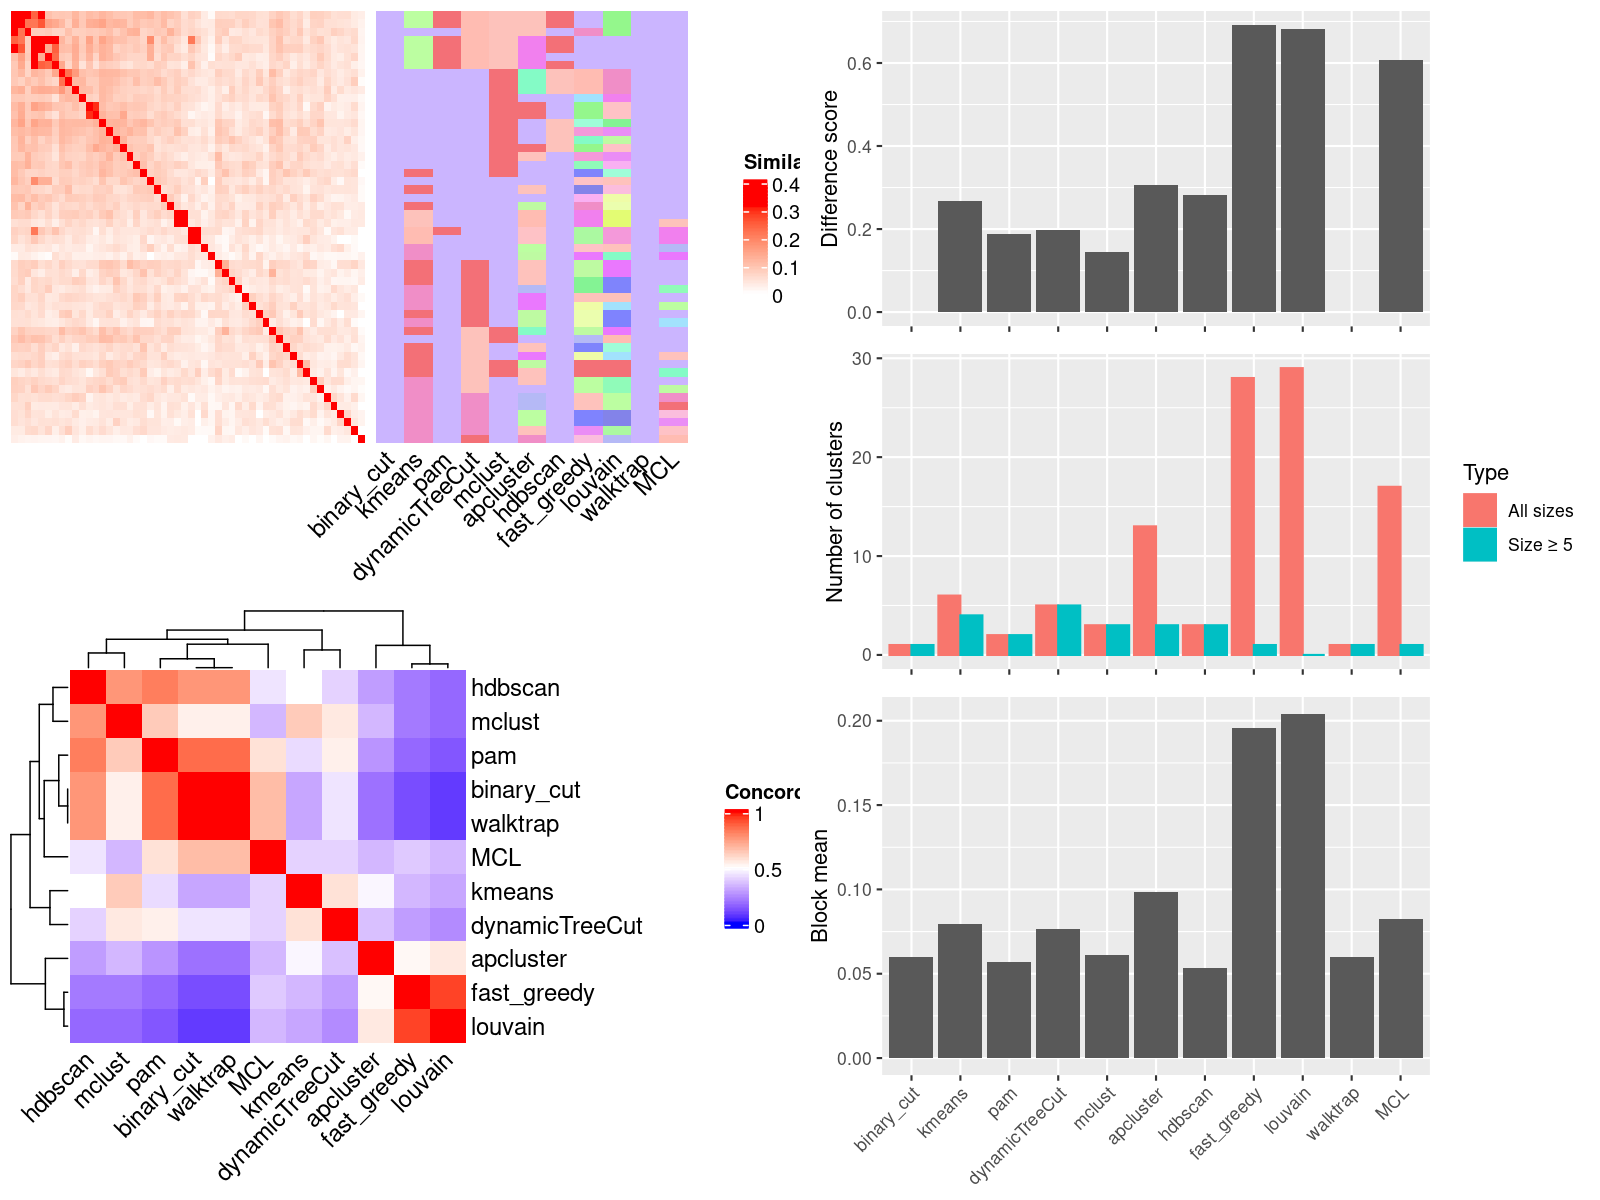 Simila
0.4
0.3
0.2
0.1
0
binary_cut
kmeans
pam
dynamicTreeCut
mclust
apcluster
hdbscan
fast_greedy
louvain
walktrap
MCL
Difference score
0.6
0.4
0.2
0.0
Number of clusters
30
20
10
0
Type
All sizes
Size ≥ 5
hdbscan
mclust
pam
binary_cut
walktrap
MCL
kmeans
dynamicTreeCut
apcluster
fast_greedy
louvain
hdbscan
mclust
pam
binary_cut
walktrap
MCL
kmeans
dynamicTreeCut
apcluster
fast_greedy
louvain
Concord
1
0.5
0
Block mean
0.20
0.15
0.10
0.05
0.00
binary_cut
kmeans
pam
dynamicTreeCut
mclust
apcluster
hdbscan
fast_greedy
louvain
walktrap
MCL